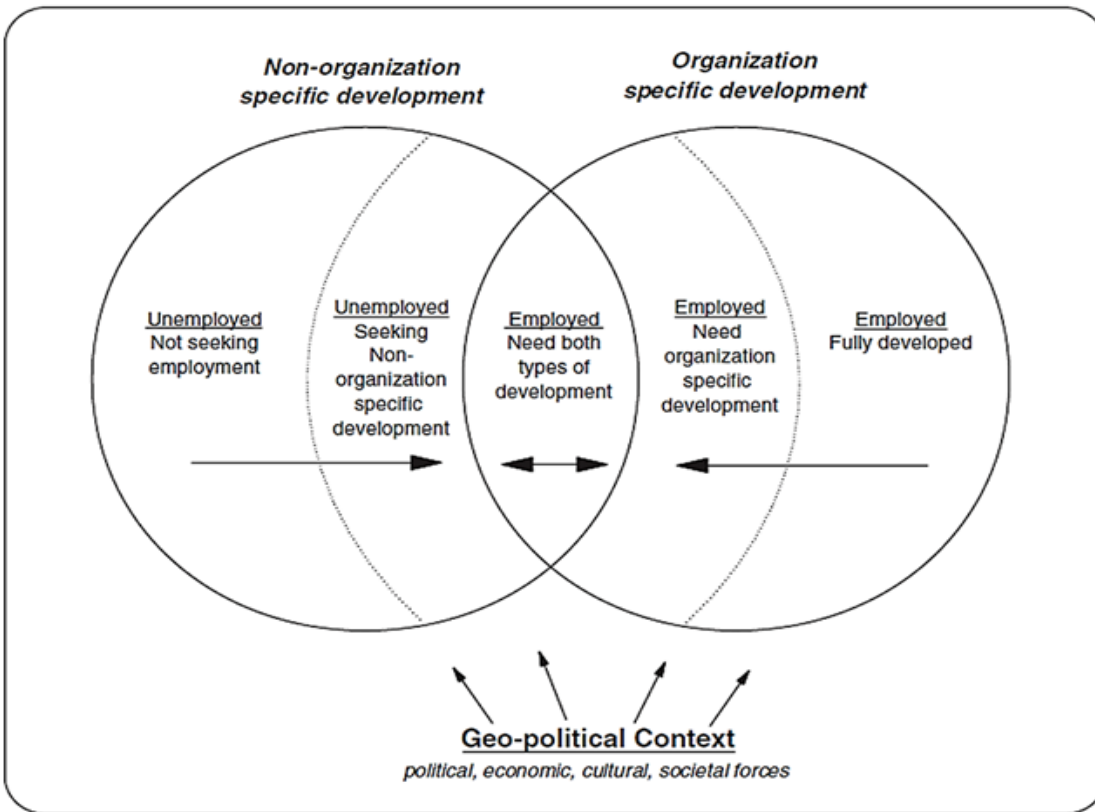 Non-organization
specific development
Organization
specific development
Unemployed
Not seeking
employment
Unemployed
Seeking
Non-
organization
specific
development
Employed
Need both
types of
development
Employed
Need
organization
specific
development
Employed
Fully developed
Geo-political Context
political, economic, cultural, societal forces